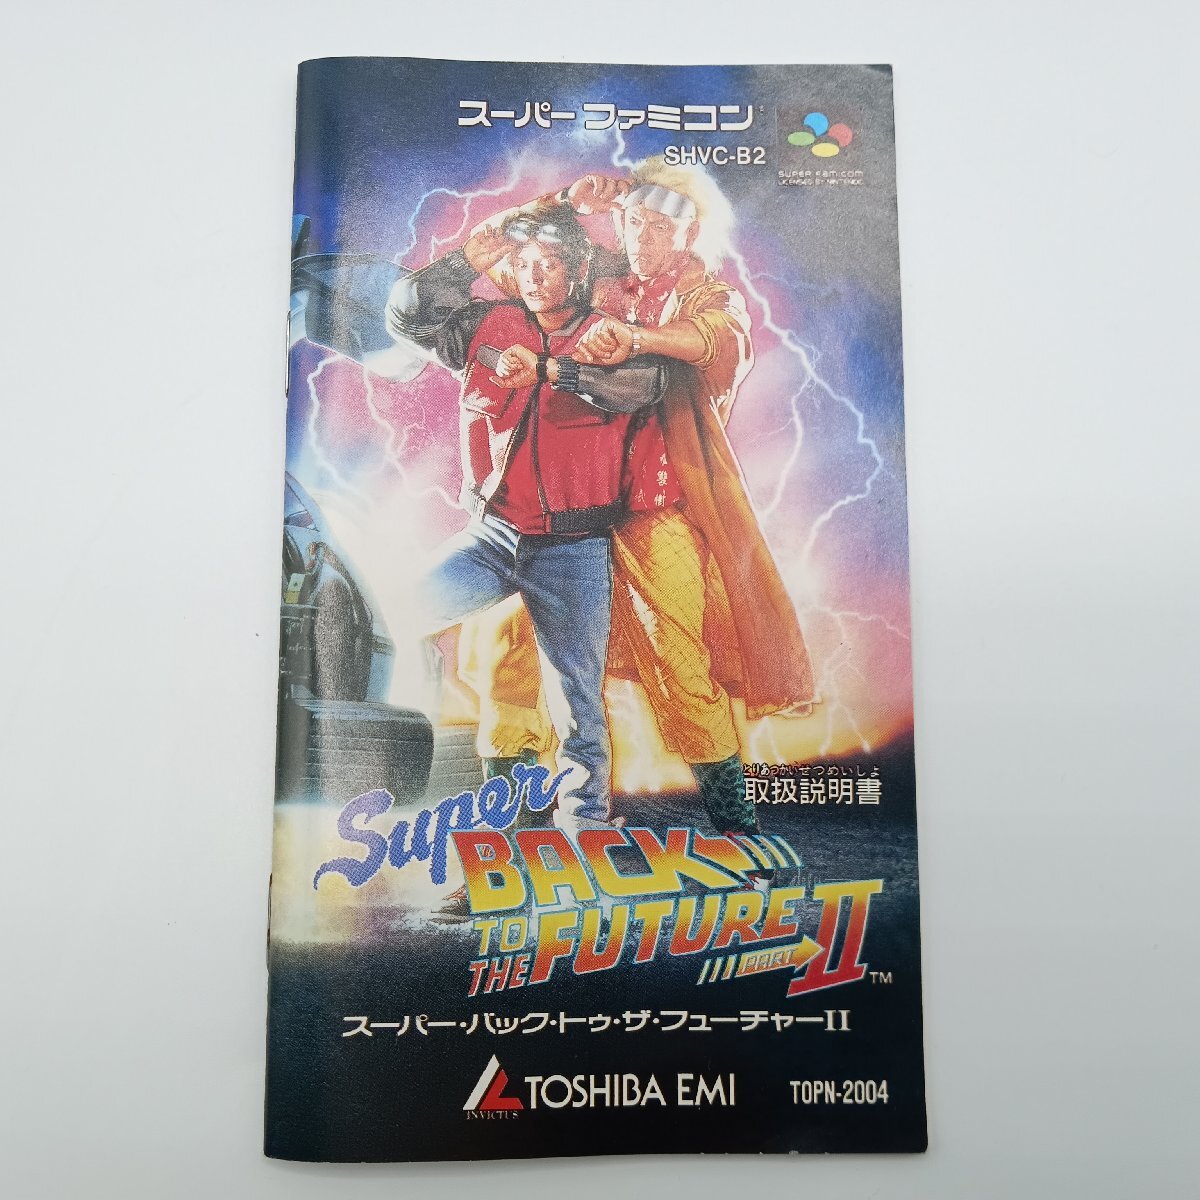 スーパーファミコン
SHVC-B2
SUPER FAMICOM
LICENSED BY NINTENDO
とりあつかいせつめいしょ
取扱説明書
Super
BACK
TO
THE FUTURE
PART II
TM
スーパー・バック・トゥ・ザ・フューチャーII
INVICTUS
TOSHIBA EMI
TOPN-2004